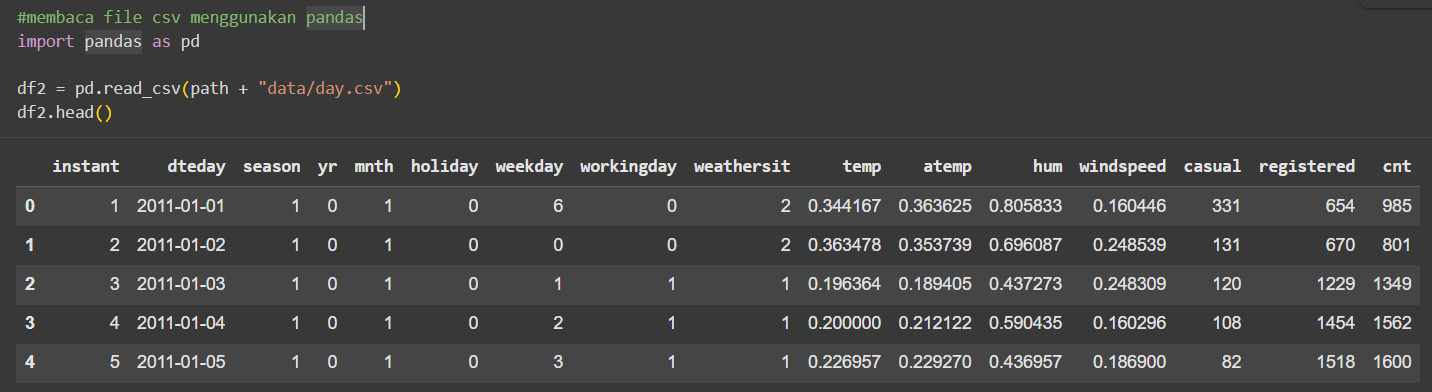 #membaca file csv menggunakan pandas
import pandas as pd
df2 = pd.read_csv(path + "data/day.csv")
df2.head()
instant dteday season yr mnth holiday weekday workingday weathersit temp atemp hum windspeed casual registered cnt
0 1 2011-01-01 1 0 1 0 6 0 2 0.344167 0.363625 0.805833 0.160446 331 654 985
1 2 2011-01-02 1 0 1 0 0 0 2 0.363478 0.353739 0.696087 0.248539 131 670 801
2 3 2011-01-03 1 0 1 0 1 1 1 0.196364 0.189405 0.437273 0.248309 120 1229 1349
3 4 2011-01-04 1 0 1 0 2 1 1 0.200000 0.212122 0.590435 0.160296 108 1454 1562
4 5 2011-01-05 1 0 1 0 3 1 1 0.226957 0.229270 0.436957 0.186900 82 1518 1600